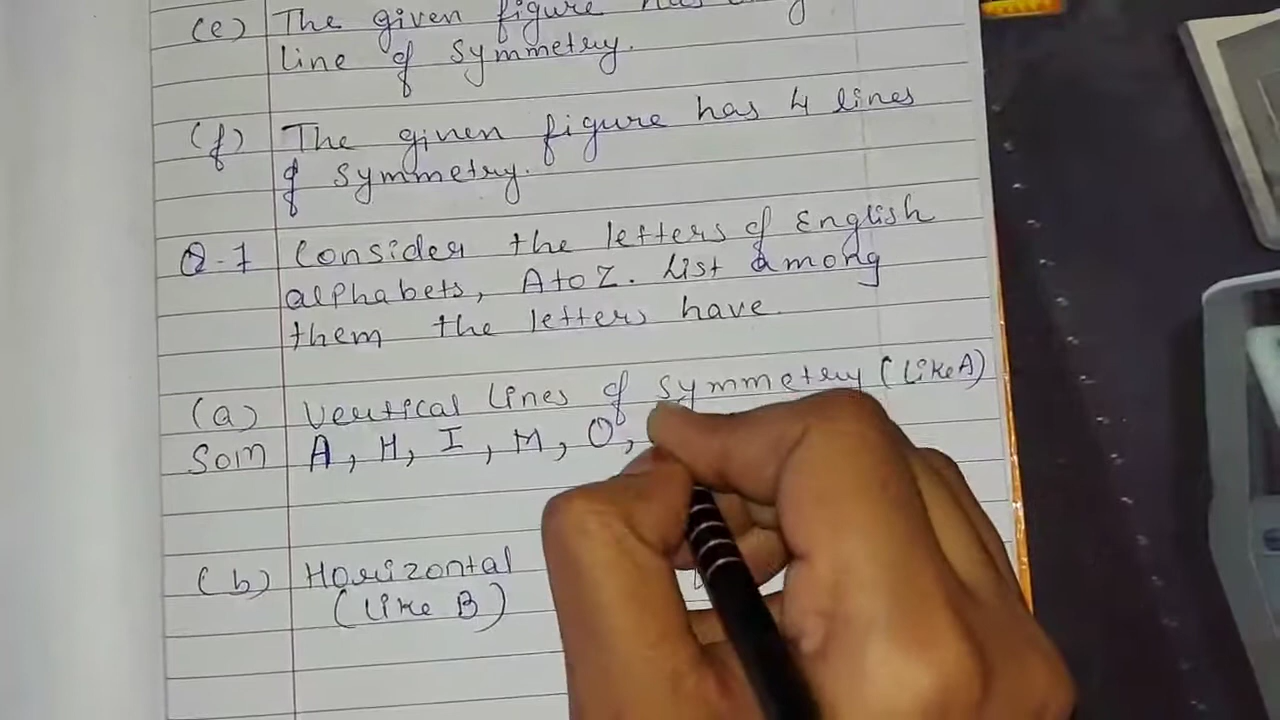 (e) The given figure has
line of symmetry.
(f) The given figure has 4 lines
of symmetry.
Q-7 Consider the letters of English
alphabets, A to Z. List among
them the letters have.
(a) Vertical lines of symmetry (Like A)
Soln A, H, I, M, O,
(b) Horizontal
(Like B)